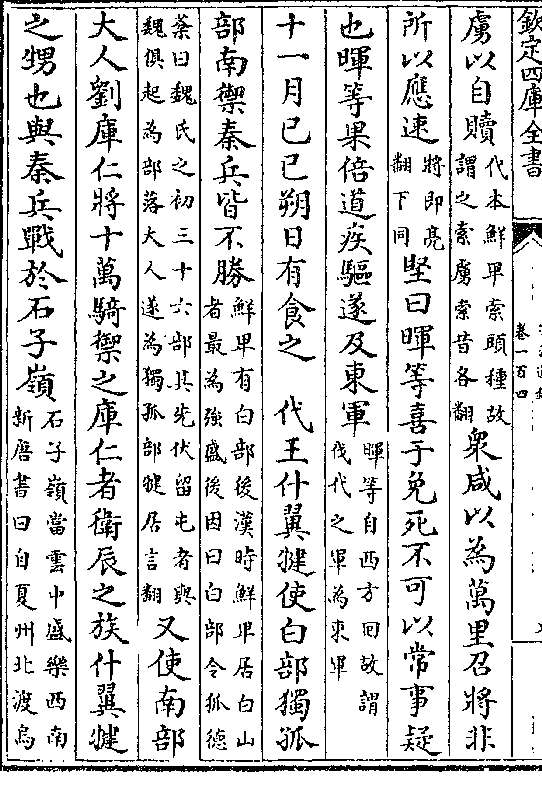 欽定四庫全書
卷一百四
虜以自贖代本鮮卑索頭種故謂之索虜索昔各翻衆咸以為萬里召將非
所以應速將即亮翻下同堅曰暉等喜于免死不可以常事疑
也暉等果倍道疾驅遂及東軍暉等自西方回故謂伐代之軍為東軍
十一月己巳朔日有食之　代王什翼犍使白部獨孤
部南禦秦兵皆不勝鮮卑有白部後漢時鮮卑居白山者最為強盛後因曰白部令狐德
棻曰魏氏之初三十六部其先伏留屯者與魏俱起為部落大人遂為獨孤部犍居言翻又使南部
大人劉庫仁將十萬騎禦之庫仁者衛辰之族什翼犍
之甥也與秦兵戰於石子嶺石子嶺當雲中盛樂西南新唐書曰自夏州北渡烏